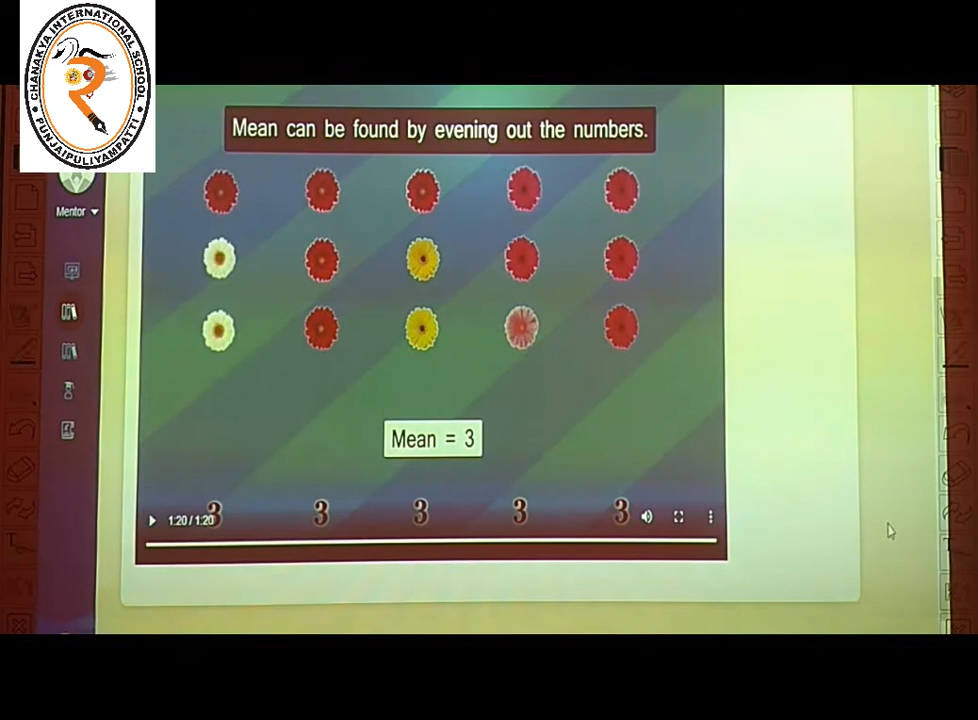 CHANAKYA INTERNATIONAL SCHOOL
PUNJAIPULIYAMPATTI
Mean can be found by evening out the numbers.
Mentor
Mean = 3
3 3 3 3 3
1:20 / 1:20